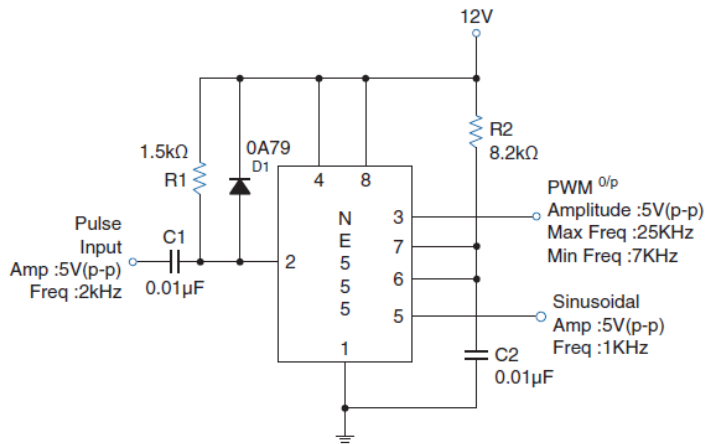 12V
1.5kΩ
R1
0A79
D1
R2
8.2kΩ
4
8
Pulse
Input
Amp :5V(p-p)
Freq :2kHz
C1
0.01µF
2
N
E
5
5
5
3
7
6
5
1
PWM 0/p
Amplitude :5V(p-p)
Max Freq :25KHz
Min Freq :7KHz
Sinusoidal
Amp :5V(p-p)
Freq :1KHz
C2
0.01µF